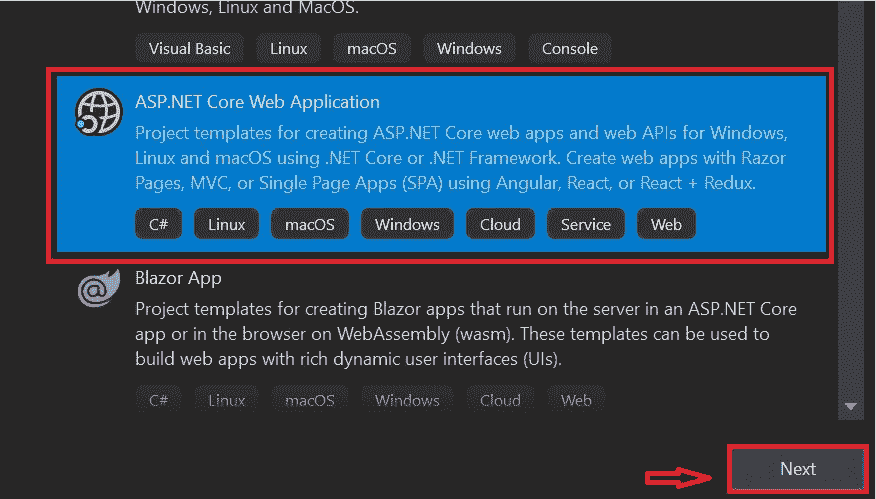 Windows, Linux and MacOS.
Visual Basic Linux macOS Windows Console
ASP.NET Core Web Application
Project templates for creating ASP.NET Core web apps and web APIs for Windows,
Linux and macOS using .NET Core or .NET Framework. Create web apps with Razor
Pages, MVC, or Single Page Apps (SPA) using Angular, React, or React + Redux.
C# Linux macOS Windows Cloud Service Web
Blazor App
Project templates for creating Blazor apps that run on the server in an ASP.NET Core
app or in the browser on WebAssembly (wasm). These templates can be used to
build web apps with rich dynamic user interfaces (UIs).
C# Linux macOS Windows Cloud Web
Next